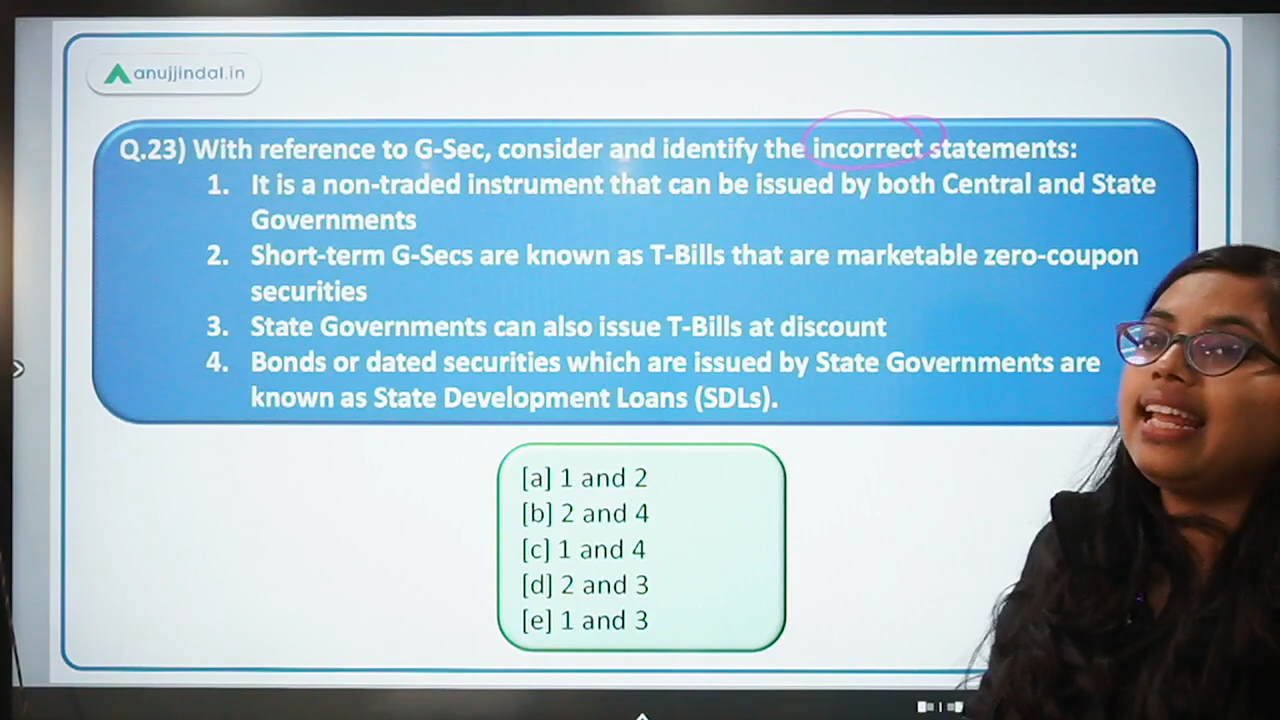 anujjindal.in
Q.23) With reference to G-Sec, consider and identify the incorrect statements:
1. It is a non-traded instrument that can be issued by both Central and State
Governments
2. Short-term G-Secs are known as T-Bills that are marketable zero-coupon
securities
3. State Governments can also issue T-Bills at discount
4. Bonds or dated securities which are issued by State Governments are
known as State Development Loans (SDLs).
[a] 1 and 2
[b] 2 and 4
[c] 1 and 4
[d] 2 and 3
[e] 1 and 3